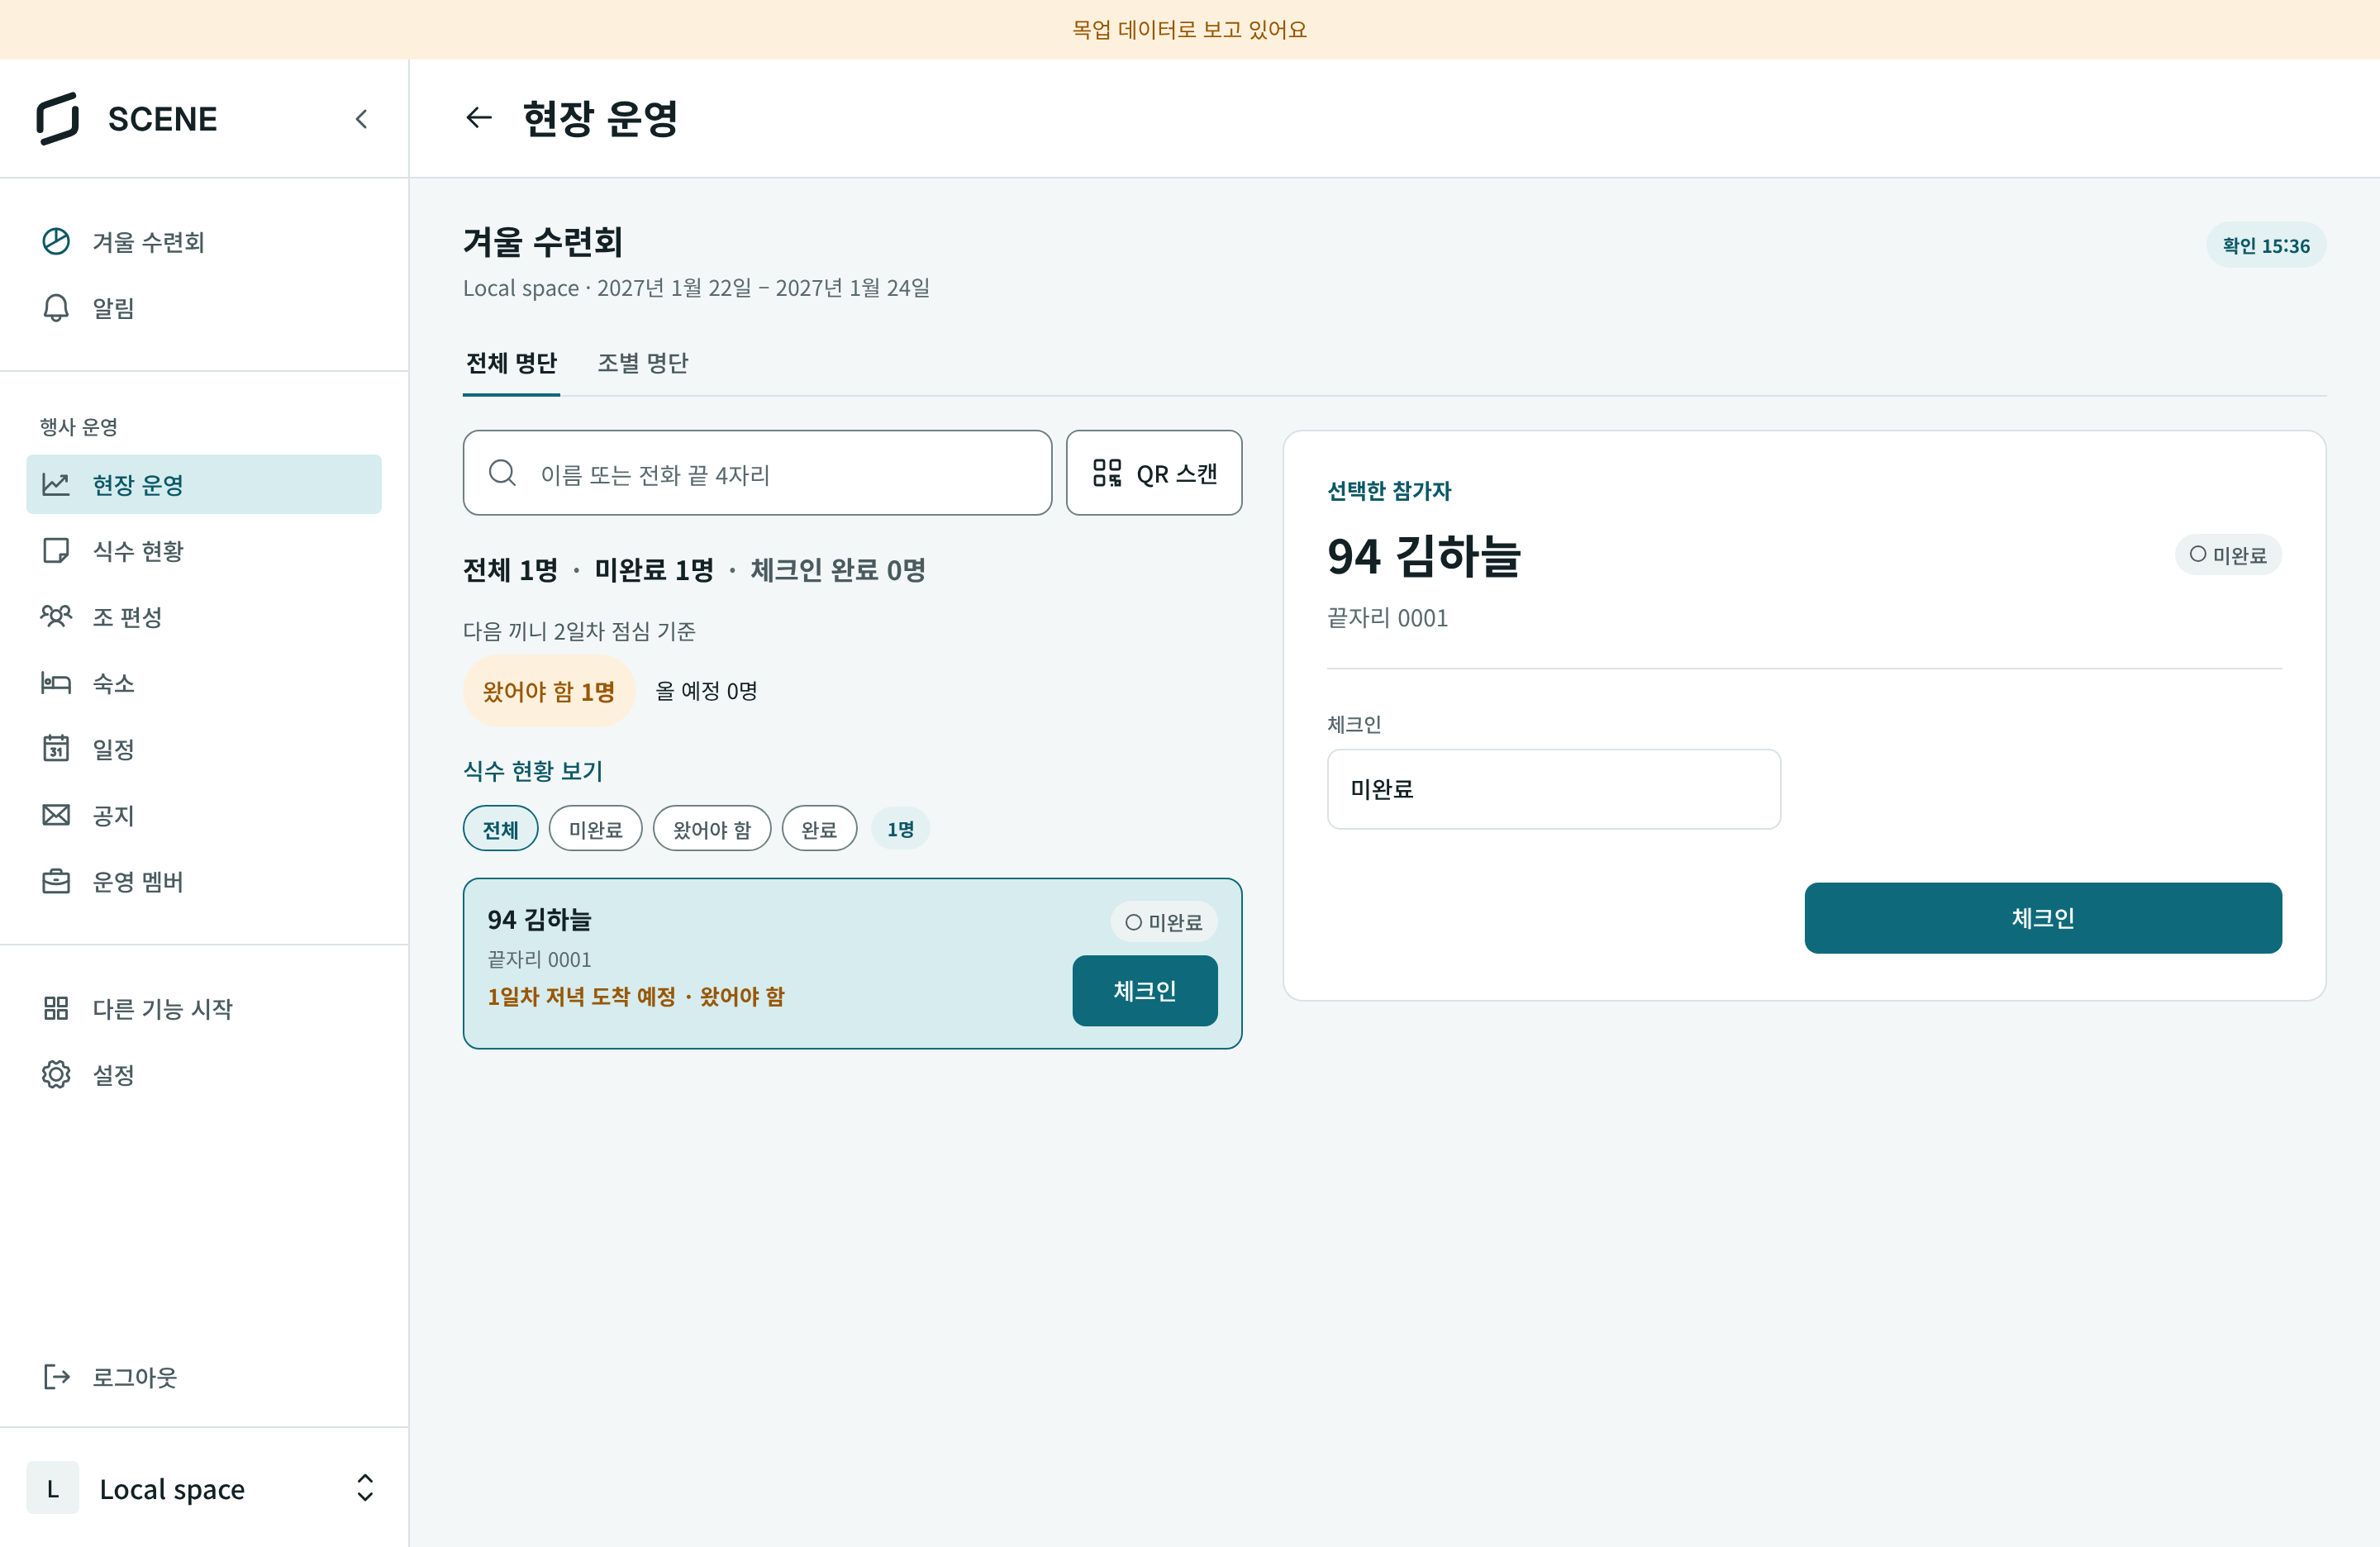 목업 데이터로 보고 있어요
SCENE
현장 운영
겨울 수련회
알림
행사 운영
현장 운영
식수 현황
조 편성
숙소
31
일정
공지
운영 멤버
다른 기능 시작
설정
로그아웃
L
Local space
겨울 수련회
확인 15:36
Local space · 2027년 1월 22일 – 2027년 1월 24일
전체 명단
조별 명단
이름 또는 전화 끝 4자리
QR 스캔
전체 1명 · 미완료 1명 · 체크인 완료 0명
다음 끼니 2일차 점심 기준
왔어야 함 1명
올 예정 0명
식수 현황 보기
전체
미완료
왔어야 함
완료
1명
94 김하늘
미완료
끝자리 0001
1일차 저녁 도착 예정 · 왔어야 함
체크인
선택한 참가자
94 김하늘
미완료
끝자리 0001
체크인
미완료
체크인